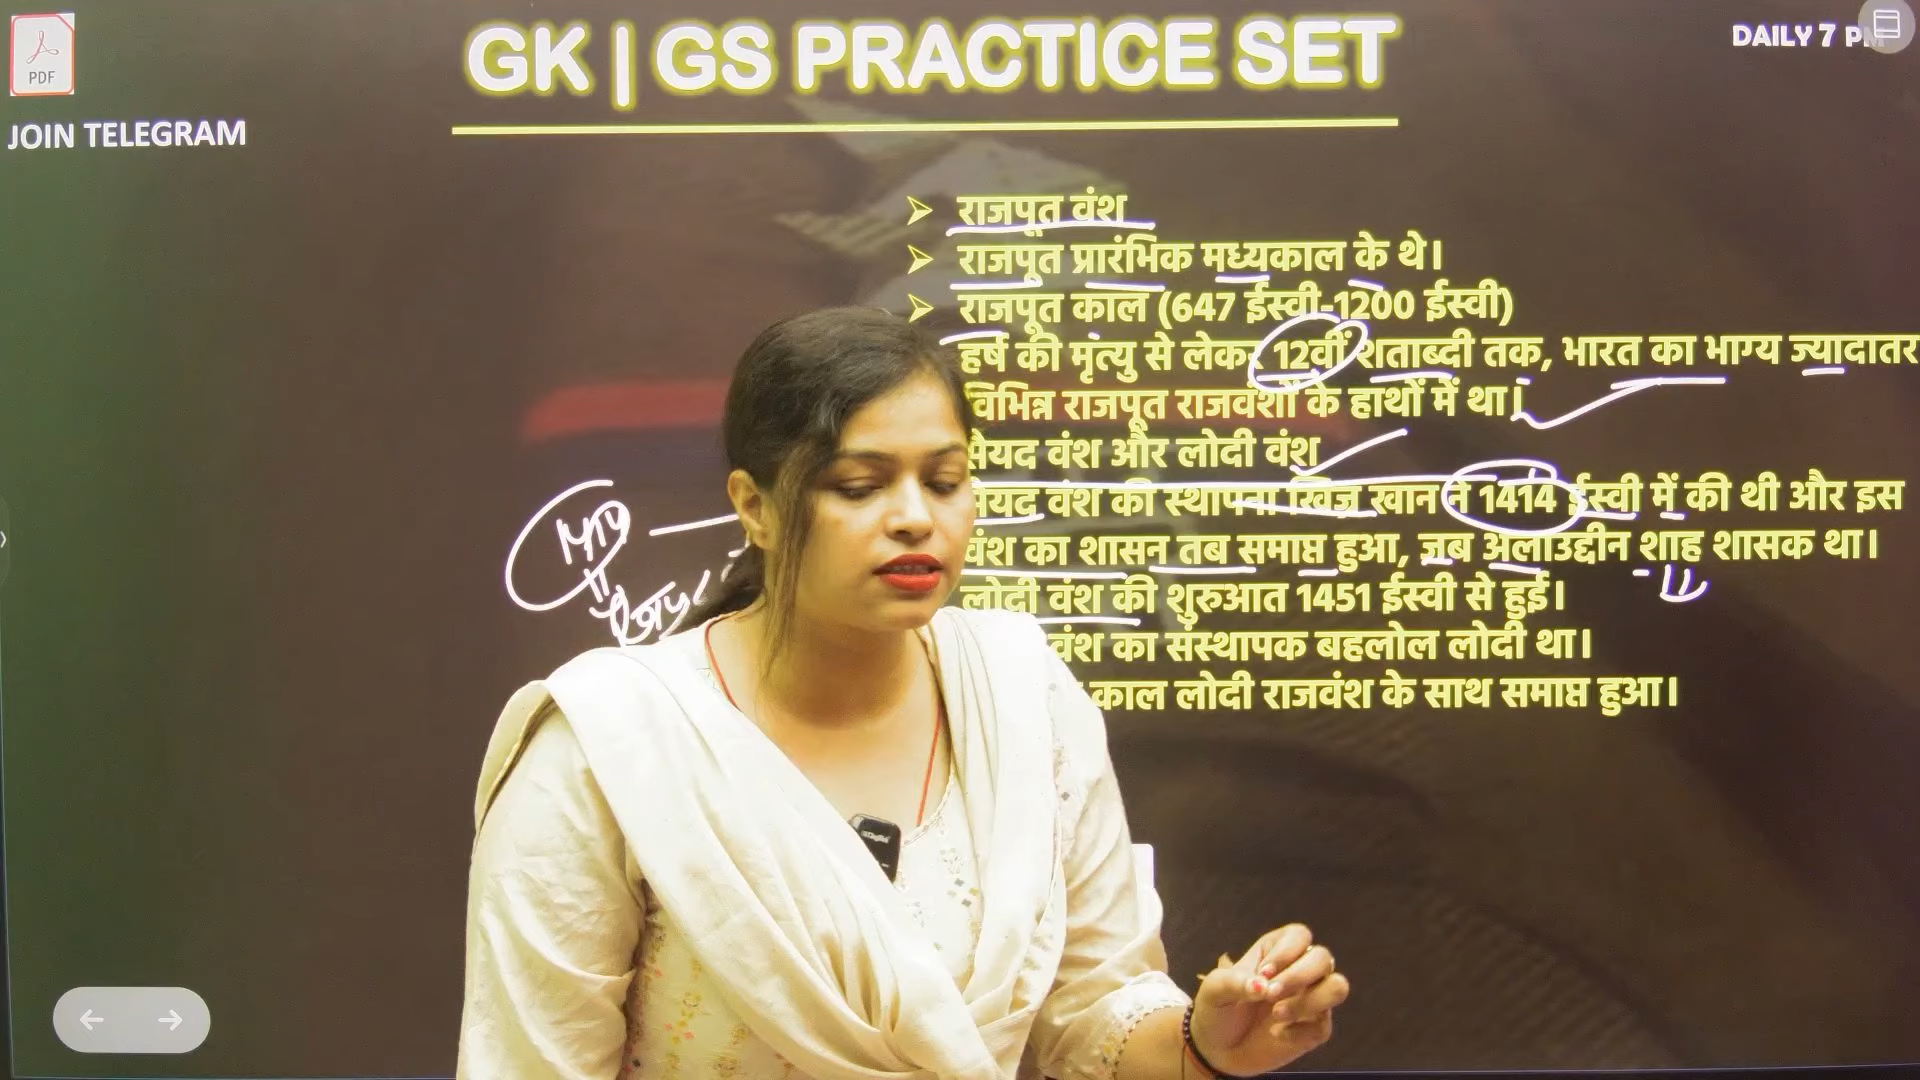 GK | GS PRACTICE SET
DAILY 7 PM
PDF
JOIN TELEGRAM
➢ राजपूत वंश
➢ राजपूत प्रारंभिक मध्यकाल के थे।
➢ राजपूत काल (647 ईस्वी-1200 ईस्वी)
हर्ष की मृत्यु से लेकर 12वीं शताब्दी तक, भारत का भाग्य ज्यादातर
विभिन्न राजपूत राजवंशों के हाथों में था।
सैयद वंश और लोदी वंश
सैयद वंश की स्थापना खिज्र खान ने 1414 ईस्वी में की थी और इस
वंश का शासन तब समाप्त हुआ, जब अलाउद्दीन शाह शासक था।
लोदी वंश की शुरुआत 1451 ईस्वी से हुई।
वंश का संस्थापक बहलोल लोदी था।
काल लोदी राजवंश के साथ समाप्त हुआ।